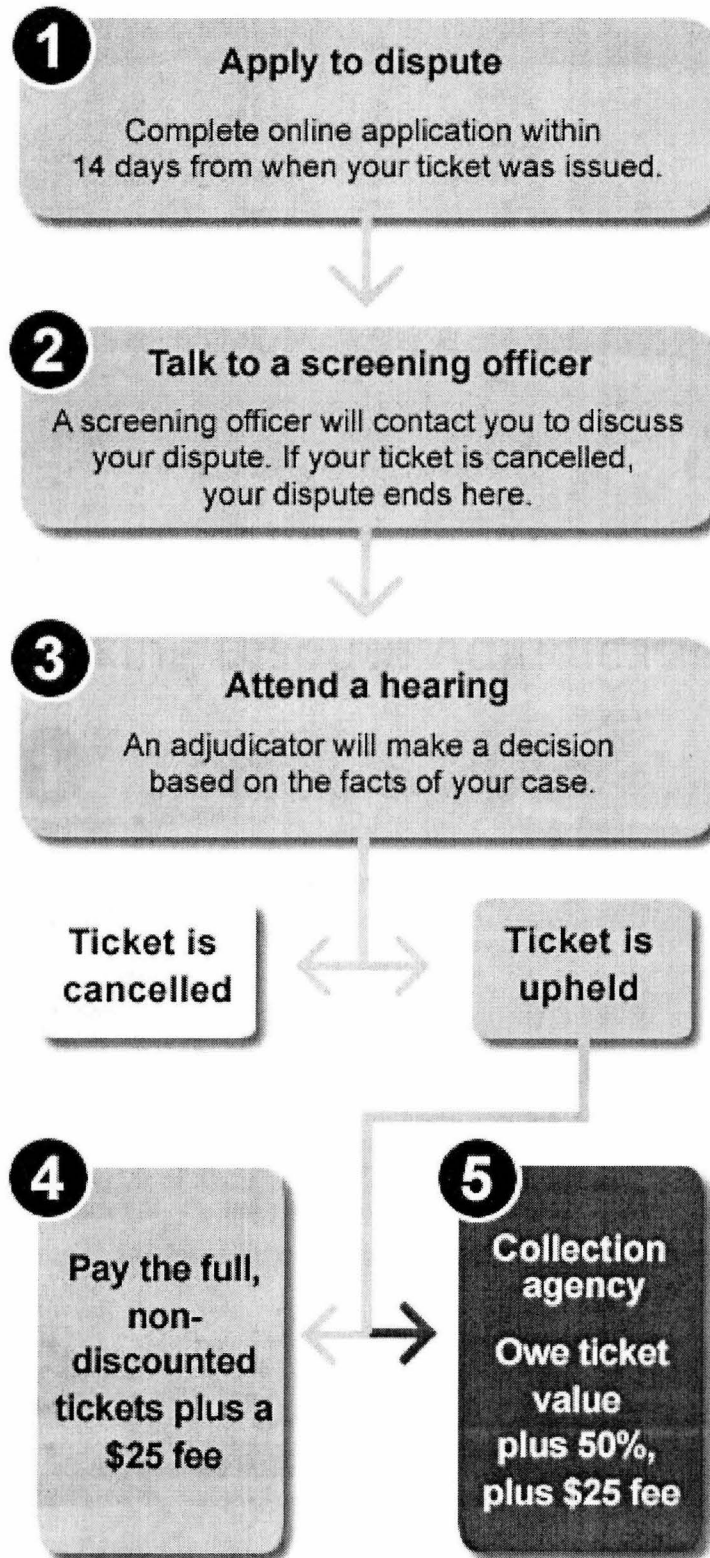 1
Apply to dispute
Complete online application within
14 days from when your ticket was issued.
2
Talk to a screening officer
A screening officer will contact you to discuss
your dispute. If your ticket is cancelled,
your dispute ends here.
3
Attend a hearing
An adjudicator will make a decision
based on the facts of your case.
Ticket is
cancelled
Ticket is
upheld
4
Pay the full,
non-
discounted
tickets plus a
$25 fee
5
Collection
agency
Owe ticket
value
plus 50%,
plus $25 fee